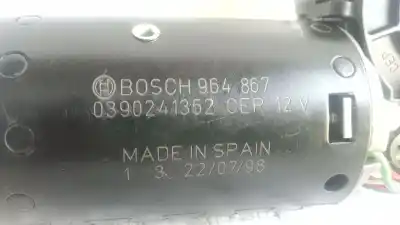 BOSCH 964 867
0390241362 CEP 12 V
MADE IN SPAIN
1 3. 22/07/98